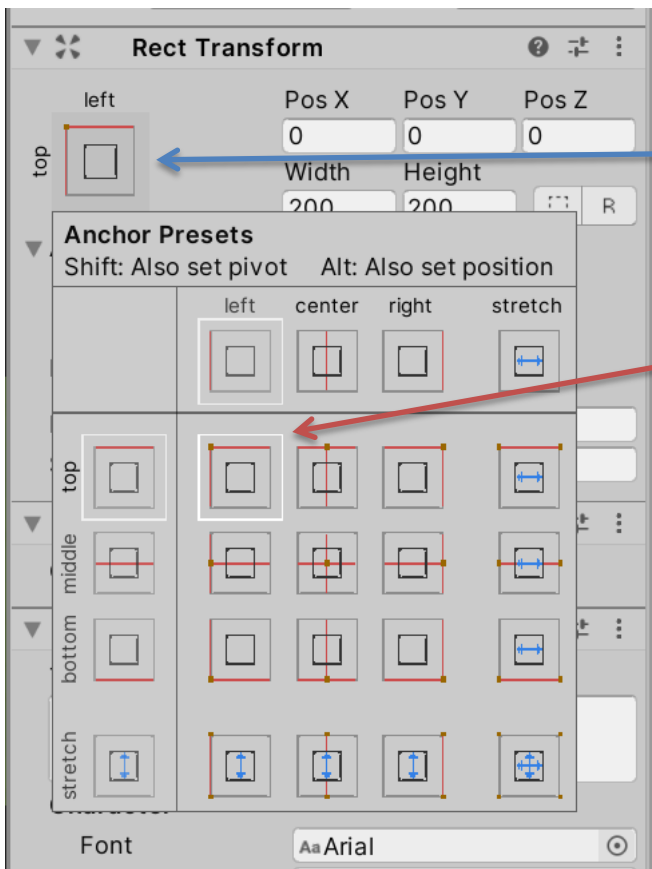 Rect Transform
left
Pos X Pos Y Pos Z
top
0 0 0
Width Height
200 200
R
Anchor Presets
Shift: Also set pivot Alt: Also set position
left center right stretch
top
middle
bottom
stretch
Font
Aa Arial